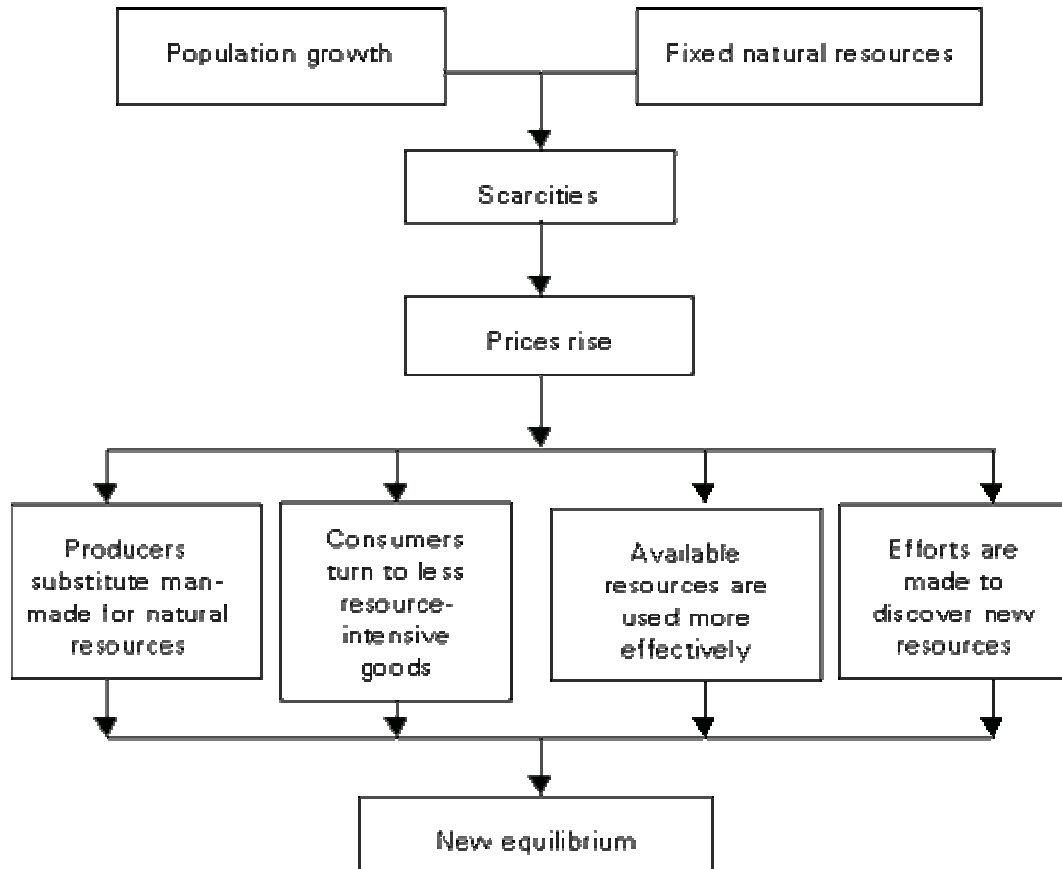 Population growth
Fixed natural resources
Scarcities
Prices rise
Producers
substitute man-
made for natural
resources
Consumers
turn to less
resource-
intensive
goods
Available
resources are
used more
effectively
Efforts are
made to
discover new
resources
New equilibrium